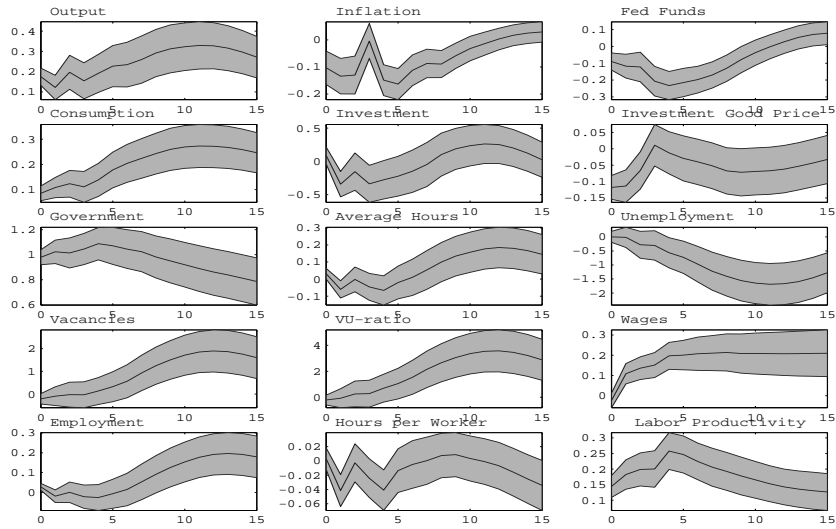 Output Inflation Fed Funds
0.4 0 0.1
0.3 −0.1 0
0.2 −0.2 −0.1
0.1 −0.2
−0.3
0 5 10 15 0 5 10 15 0 5 10 15
Consumption Investment Investment Good Price
0.3 0.5 0.05
0.2 0 0
0.1 −0.5 −0.05
−0.1
−0.15
0 5 10 15 0 5 10 15 0 5 10 15
Government Average Hours Unemployment
1.2 0.3 0
1 0.2 −0.5
0.8 0.1 −1
0.6 0 −1.5
−0.1 −2
0 5 10 15 0 5 10 15 0 5 10 15
Vacancies VU−ratio Wages
2 4 0.3
1 2 0.2
0 0 0.1
0
0 5 10 15 0 5 10 15 0 5 10 15
Employment Hours per Worker Labor Productivity
0.3 0.02 0.3
0.2 0 0.25
0.1 −0.02 0.2
0 −0.04 0.15
−0.06 0.1
0 5 10 15 0 5 10 15 0 5 10 15